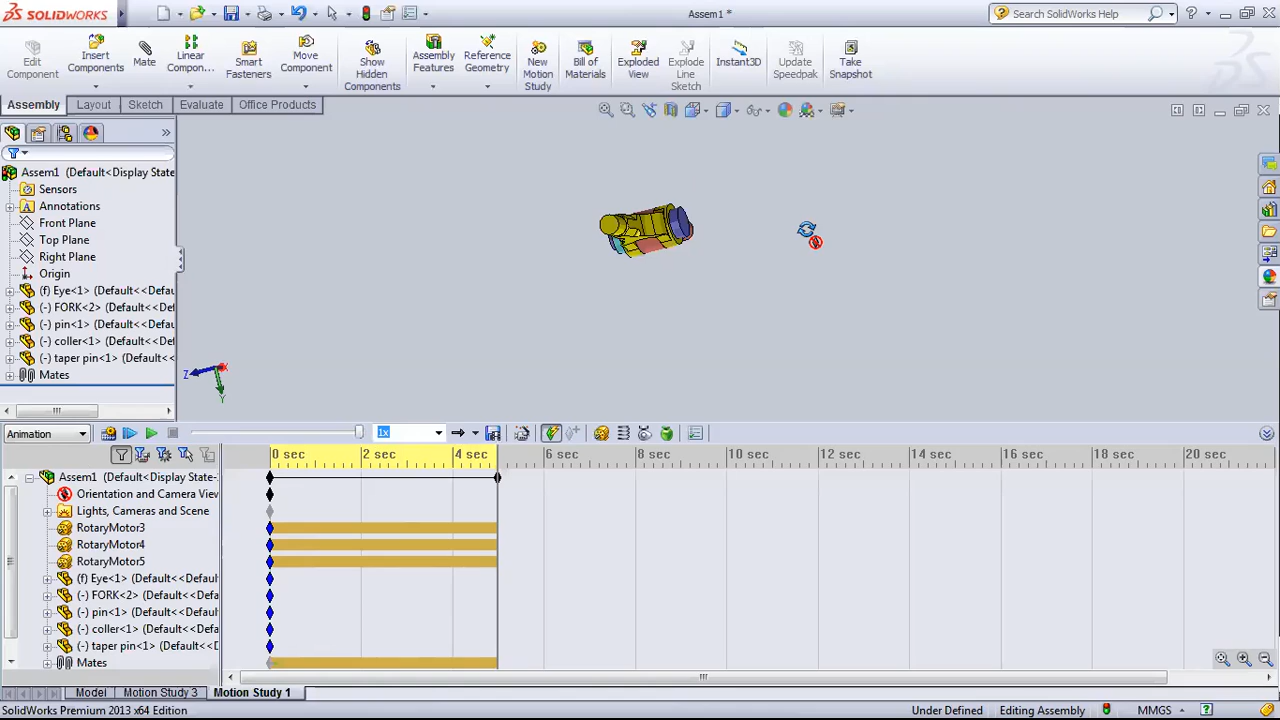 SOLIDWORKS
Assem1 *
Search SolidWorks Help
Edit Component
Insert Components
Mate
Linear Compon...
Smart Fasteners
Move Component
Show Hidden Components
Assembly Features
Reference Geometry
New Motion Study
Bill of Materials
Exploded View
Explode Line Sketch
Instant3D
Update Speedpak
Take Snapshot
Assembly Layout Sketch Evaluate Office Products
Assem1 (Default<Display State
Sensors
Annotations
Front Plane
Top Plane
Right Plane
Origin
(f) Eye<1> (Default<<Defau
(-) FORK<2> (Default<<Def
(-) pin<1> (Default<<Defau
(-) coller<1> (Default<<Def
(-) taper pin<1> (Default<<
Mates
Z X Y
Animation 1x
0 sec 2 sec 4 sec 6 sec 8 sec 10 sec 12 sec 14 sec 16 sec 18 sec 20 sec
Assem1 (Default<Display State-
Orientation and Camera View
Lights, Cameras and Scene
RotaryMotor3
RotaryMotor4
RotaryMotor5
(f) Eye<1> (Default<<Defaul
(-) FORK<2> (Default<<Defa
(-) pin<1> (Default<<Defaul
(-) coller<1> (Default<<Defa
(-) taper pin<1> (Default<<
Mates
Model Motion Study 3 Motion Study 1
SolidWorks Premium 2013 x64 Edition Under Defined Editing Assembly MMGS